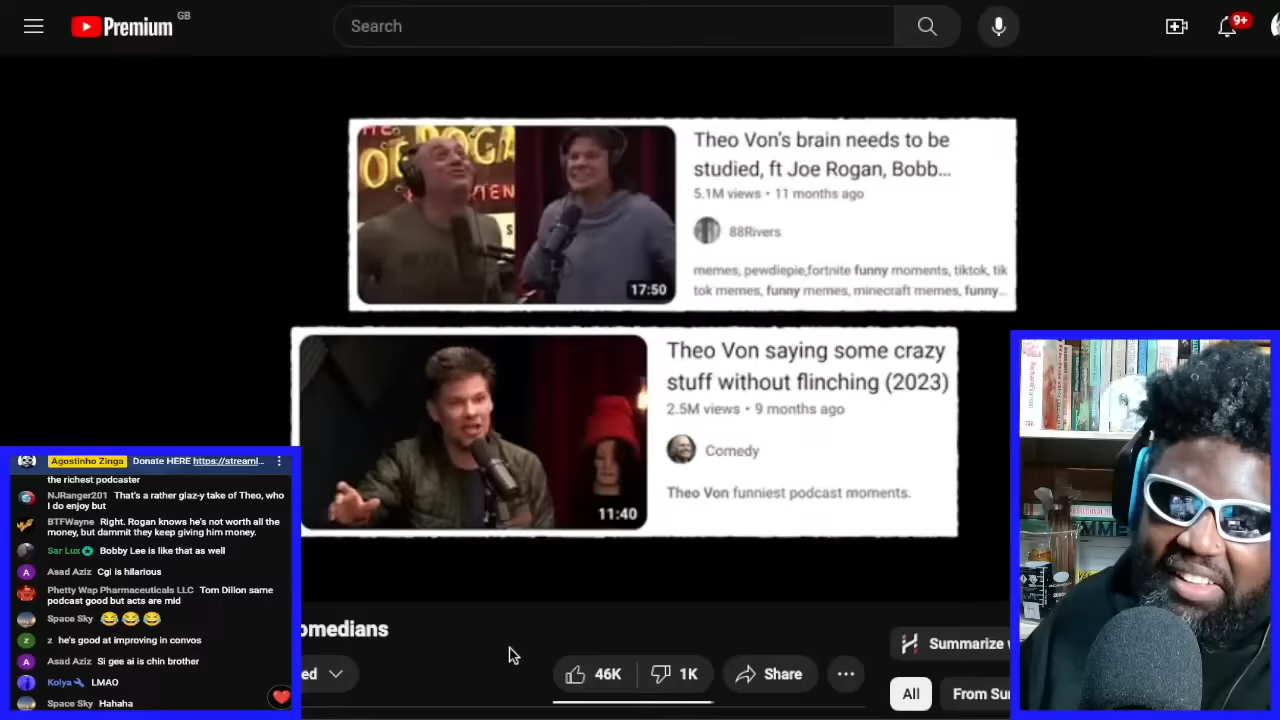 Premium GB
Search
9+
Theo Von's brain needs to be
studied, ft Joe Rogan, Bobb...
5.1M views • 11 months ago
88Rivers
memes, pewdiepie,fortnite funny moments, tiktok, tik
tok memes, funny memes, minecraft memes, funny...
17:50
Theo Von saying some crazy
stuff without flinching (2023)
2.5M views • 9 months ago
Comedy
Theo Von funniest podcast moments.
11:40
Agostinho Zinga Donate HERE https://streaml...
the richest podcaster
NJRanger201 That's a rather glaz-y take of Theo, who
I do enjoy but
BTFWayne Right. Rogan knows he's not worth all the
money, but dammit they keep giving him money.
Sar Lux Bobby Lee is like that as well
Asad Aziz Cgi is hilarious
Phetty Wap Pharmaceuticals LLC Tom Dillon same
podcast good but acts are mid
Space Sky 😂😂😂
z he's good at improving in convos
Asad Aziz Si gee ai is chin brother
Kolya LMAO
Space Sky Hahaha
omedians
ed
46K
1K
Share
Summarize
All
From Su